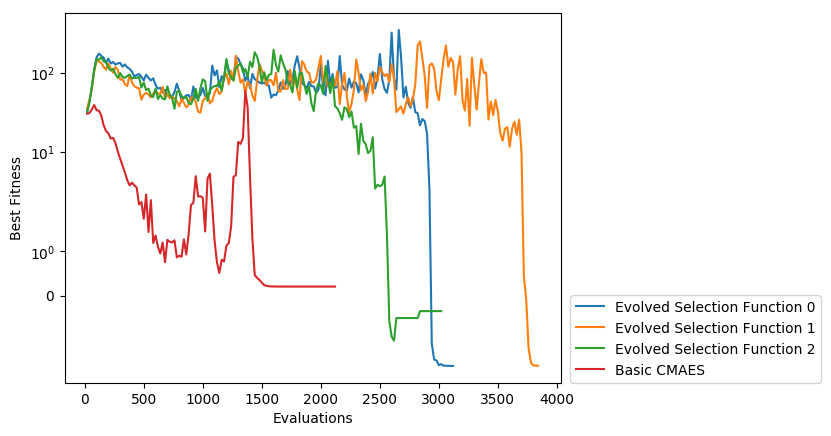 Best Fitness
10²
10¹
10⁰
0
0 500 1000 1500 2000 2500 3000 3500 4000
Evaluations
Evolved Selection Function 0
Evolved Selection Function 1
Evolved Selection Function 2
Basic CMAES